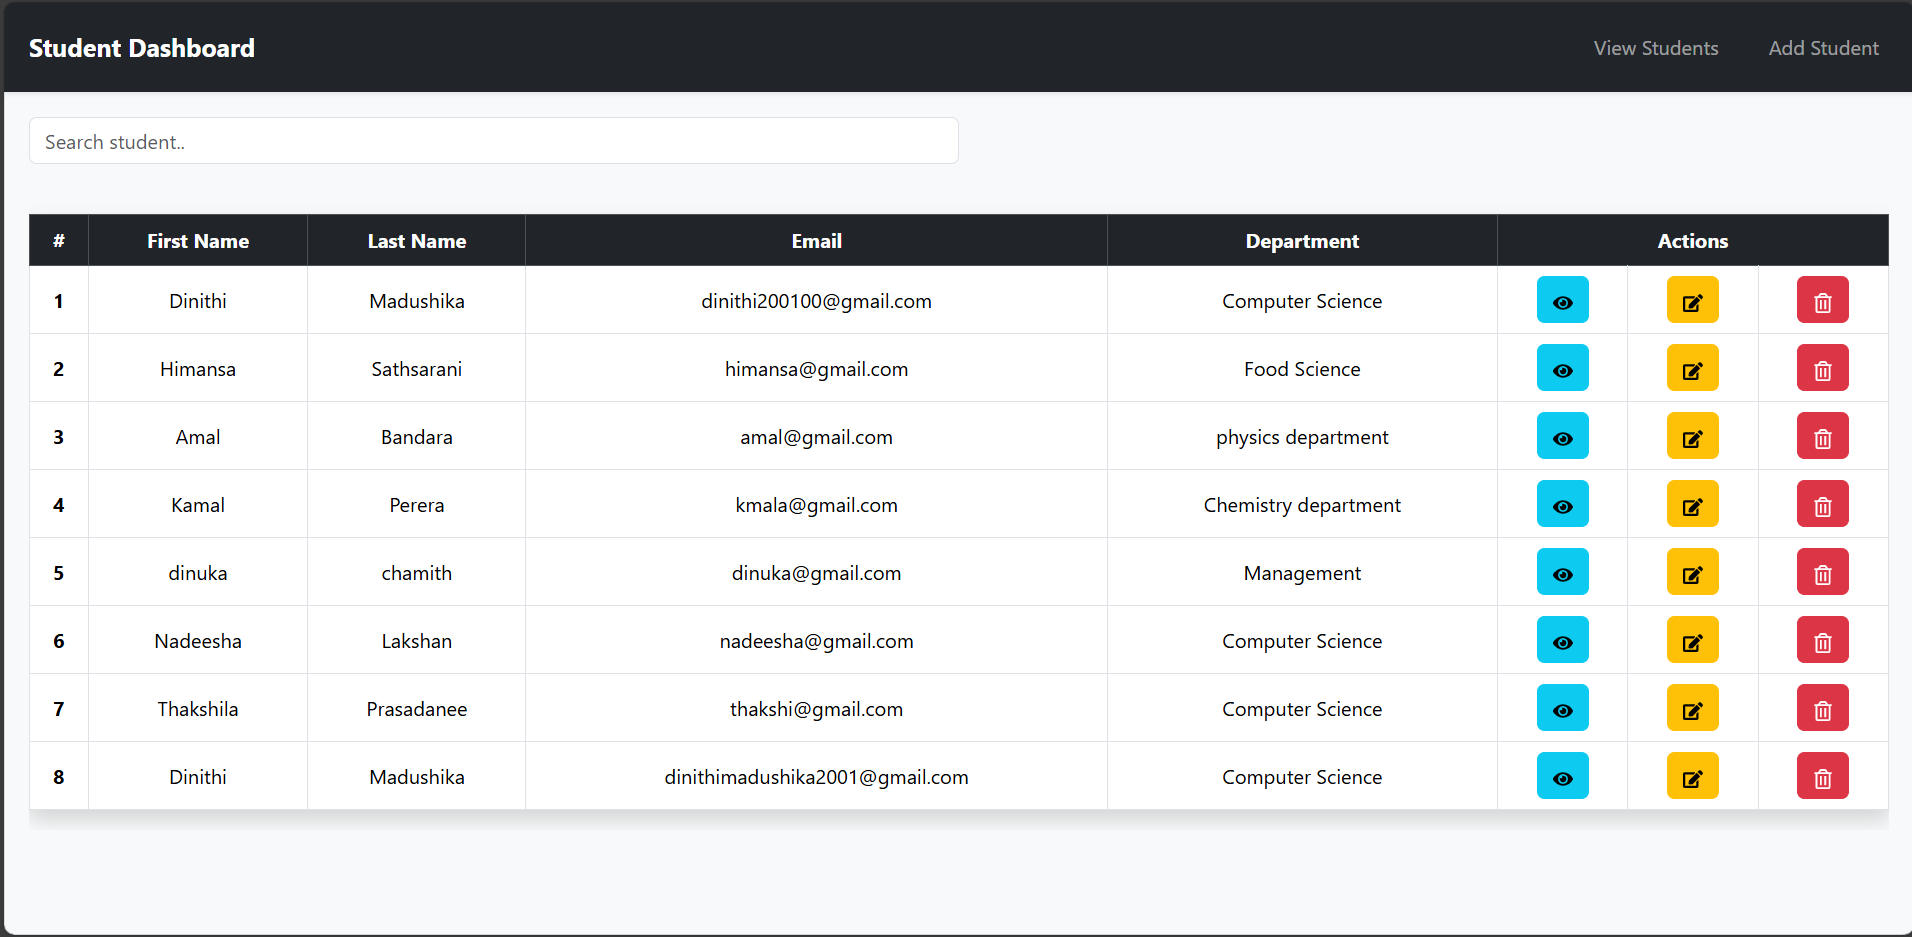 Student Dashboard View Students Add Student
Search student..
# First Name Last Name Email Department Actions
1 Dinithi Madushika dinithi200100@gmail.com Computer Science
2 Himansa Sathsarani himansa@gmail.com Food Science
3 Amal Bandara amal@gmail.com physics department
4 Kamal Perera kmala@gmail.com Chemistry department
5 dinuka chamith dinuka@gmail.com Management
6 Nadeesha Lakshan nadeesha@gmail.com Computer Science
7 Thakshila Prasadanee thakshi@gmail.com Computer Science
8 Dinithi Madushika dinithimadushika2001@gmail.com Computer Science